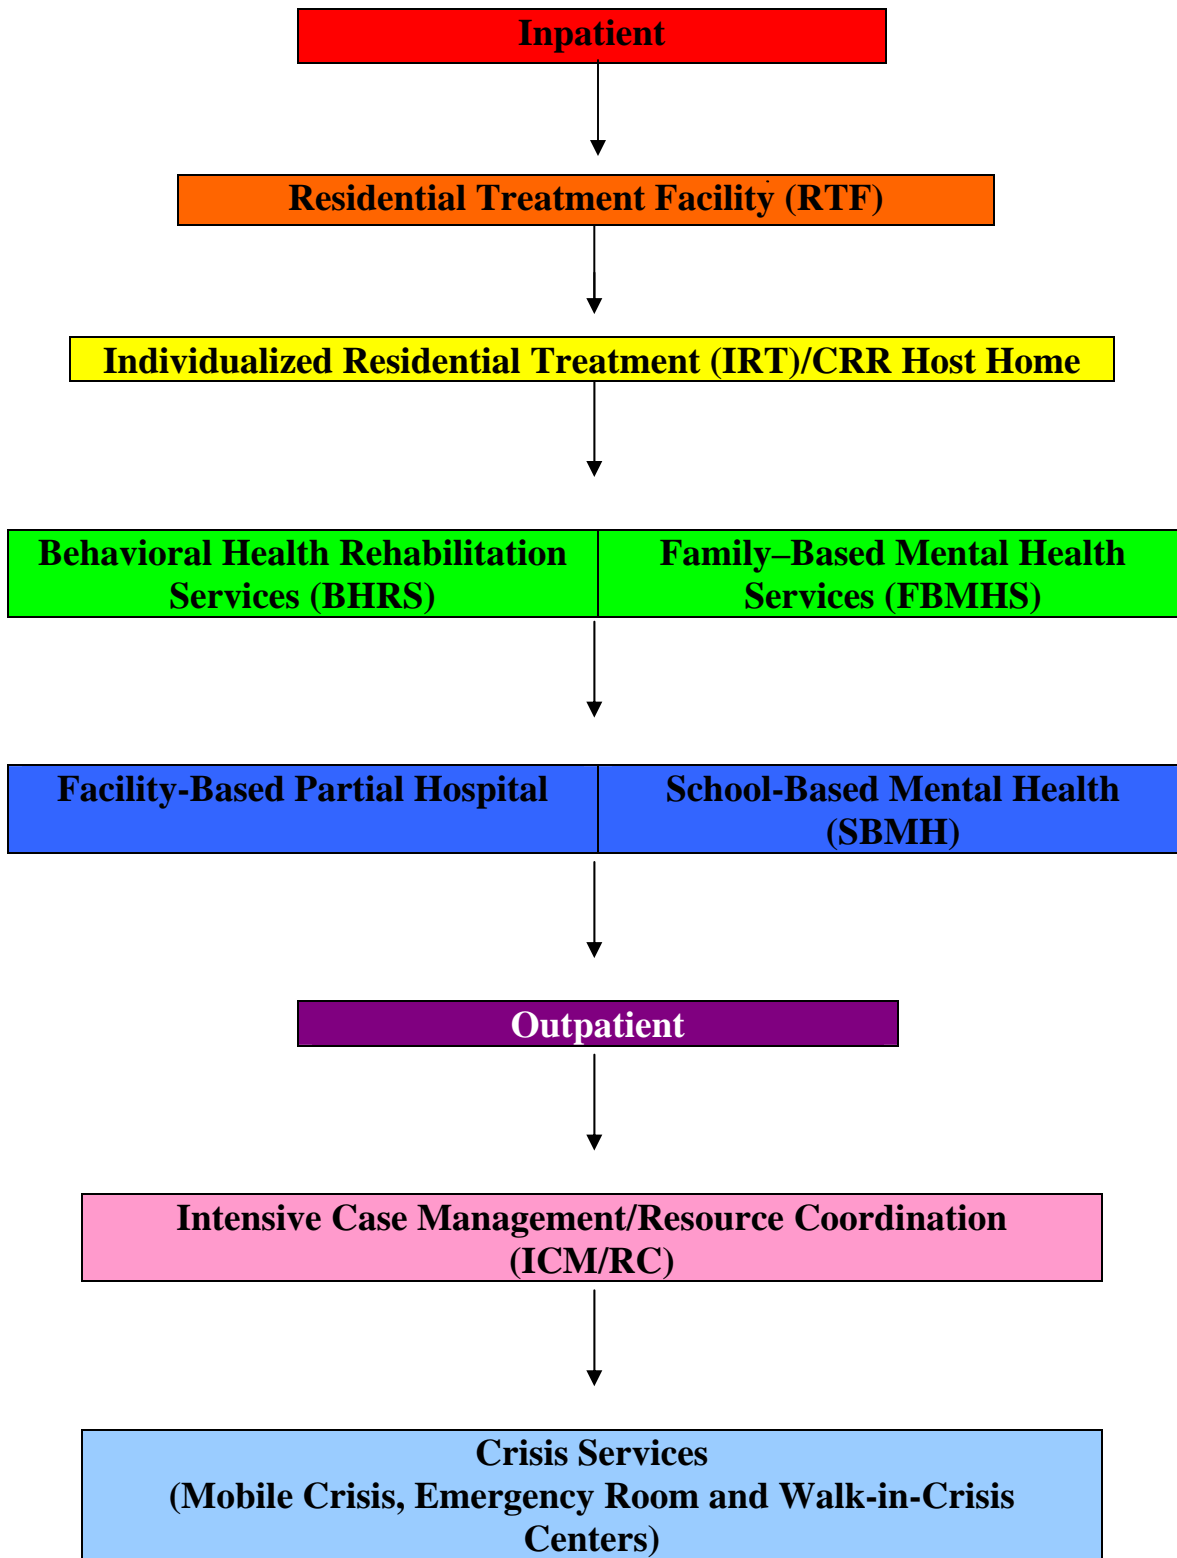 Inpatient
Residential Treatment Facility (RTF)
Individualized Residential Treatment (IRT)/CRR Host Home
Behavioral Health Rehabilitation
Services (BHRS)
Family–Based Mental Health
Services (FBMHS)
Facility-Based Partial Hospital
School-Based Mental Health
(SBMH)
Outpatient
Intensive Case Management/Resource Coordination
(ICM/RC)
Crisis Services
(Mobile Crisis, Emergency Room and Walk-in-Crisis
Centers)